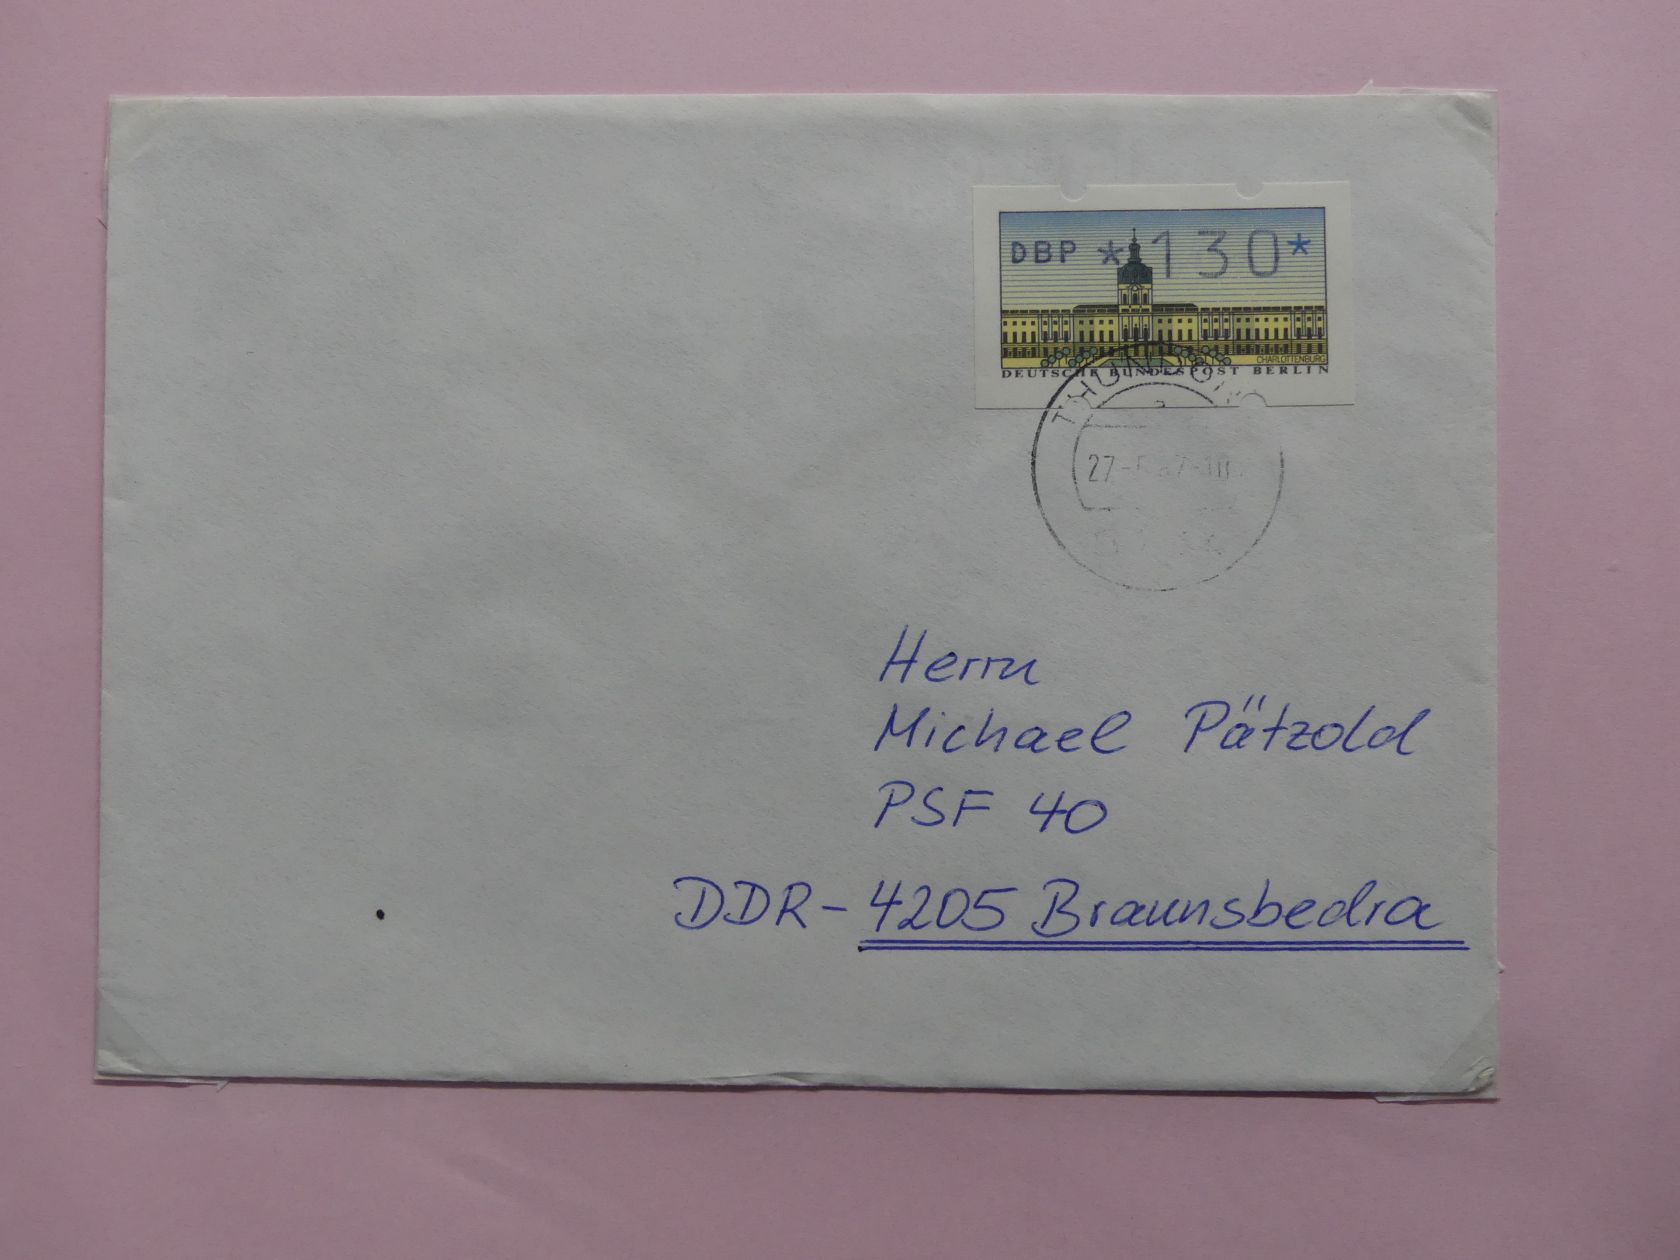 DBP *130*
CHARLOTTENBURG
DEUTSCHE BUNDESPOST BERLIN
Herrn
Michael Pätzold
PSF 40
DDR-4205 Braunsbedra